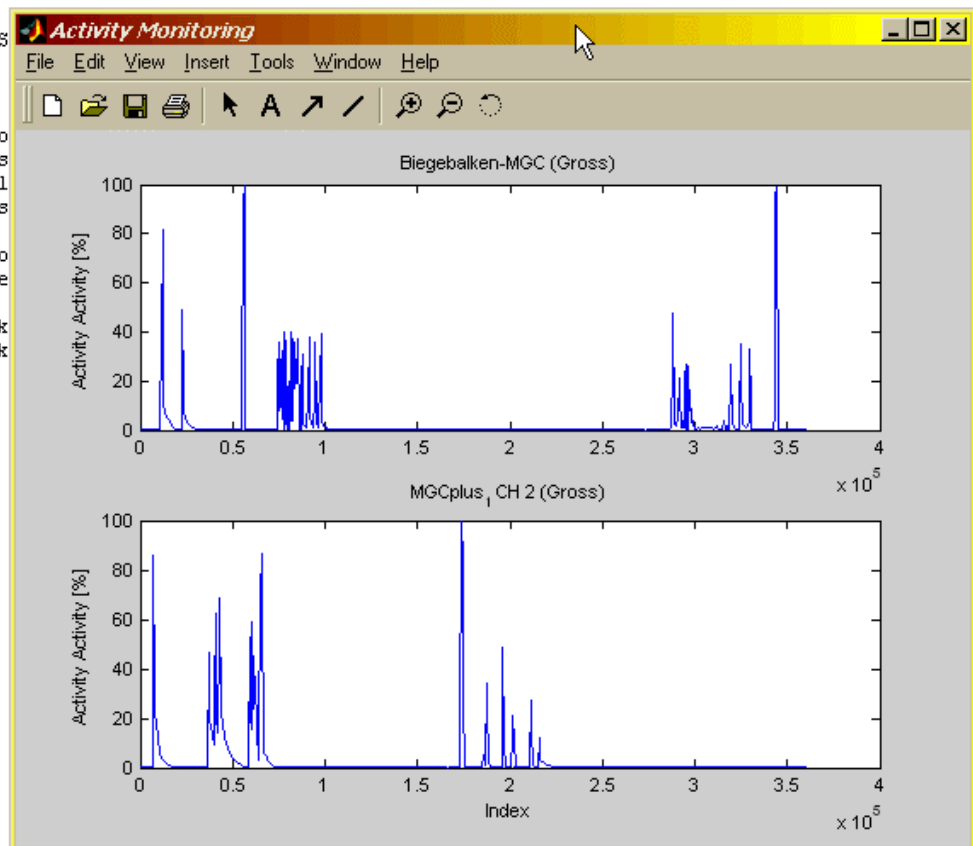 Activity Monitoring
File Edit View Insert Tools Window Help
A
Biegebalken-MGC (Gross)
Activity Activity [%]
100
80
60
40
20
0
0 0.5 1 1.5 2 2.5 3 3.5 4
x 10^5
MGCplus_1 CH 2 (Gross)
Activity Activity [%]
100
80
60
40
20
0
0 0.5 1 1.5 2 2.5 3 3.5 4
Index
x 10^5